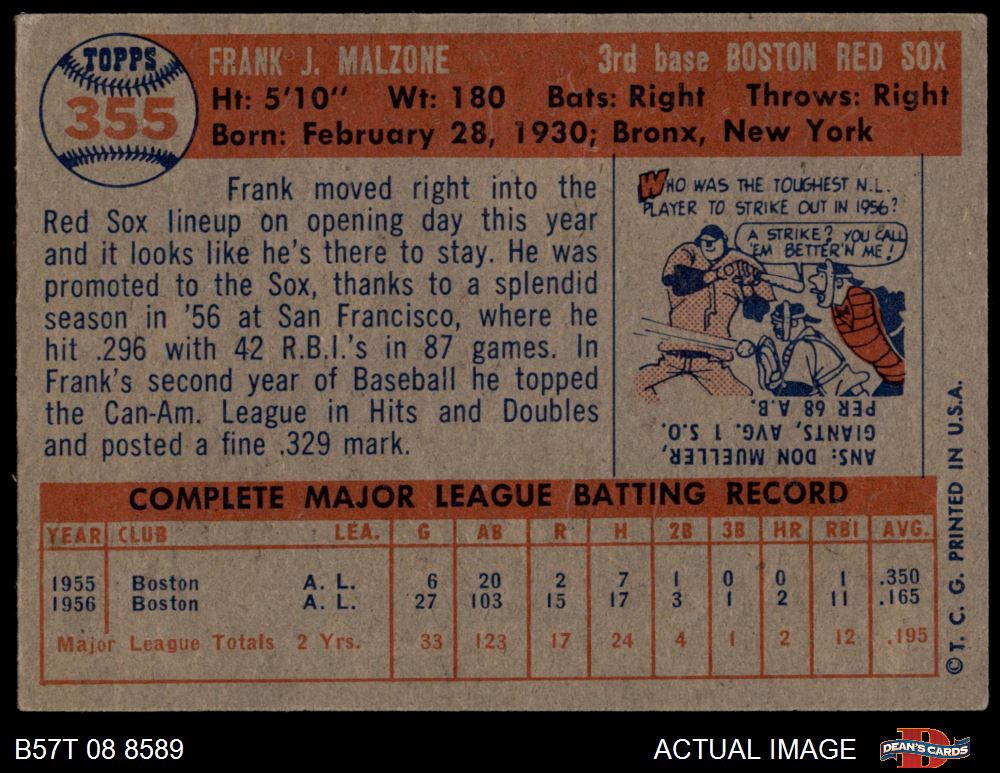 TOPPS
355
FRANK J. MALZONE 3rd base BOSTON RED SOX
Ht: 5'10'' Wt: 180 Bats: Right Throws: Right
Born: February 28, 1930; Bronx, New York
Frank moved right into the
Red Sox lineup on opening day this year
and it looks like he's there to stay. He was
promoted to the Sox, thanks to a splendid
season in '56 at San Francisco, where he
hit .296 with 42 R.B.I.'s in 87 games. In
Frank's second year of Baseball he topped
the Can-Am. League in Hits and Doubles
and posted a fine .329 mark.
WHO WAS THE TOUGHEST N.L.
PLAYER TO STRIKE OUT IN 1956?
A STRIKE? YOU CALL
'EM BETTER'N ME!
ANS: DON MUELLER,
GIANTS, AVG. 1 S.O.
PER 68 A.B.
COMPLETE MAJOR LEAGUE BATTING RECORD
YEAR CLUB LEA. G AB R H 2B 3B HR RBI AVG.
1955 Boston A. L. 6 20 2 7 1 0 0 1 .350
1956 Boston A. L. 27 103 15 17 3 1 2 11 .165
Major League Totals 2 Yrs. 33 123 17 24 4 1 2 12 .195
© T. C. G. PRINTED IN U.S.A.
B57T 08 8589 ACTUAL IMAGE DEAN'S CARDS